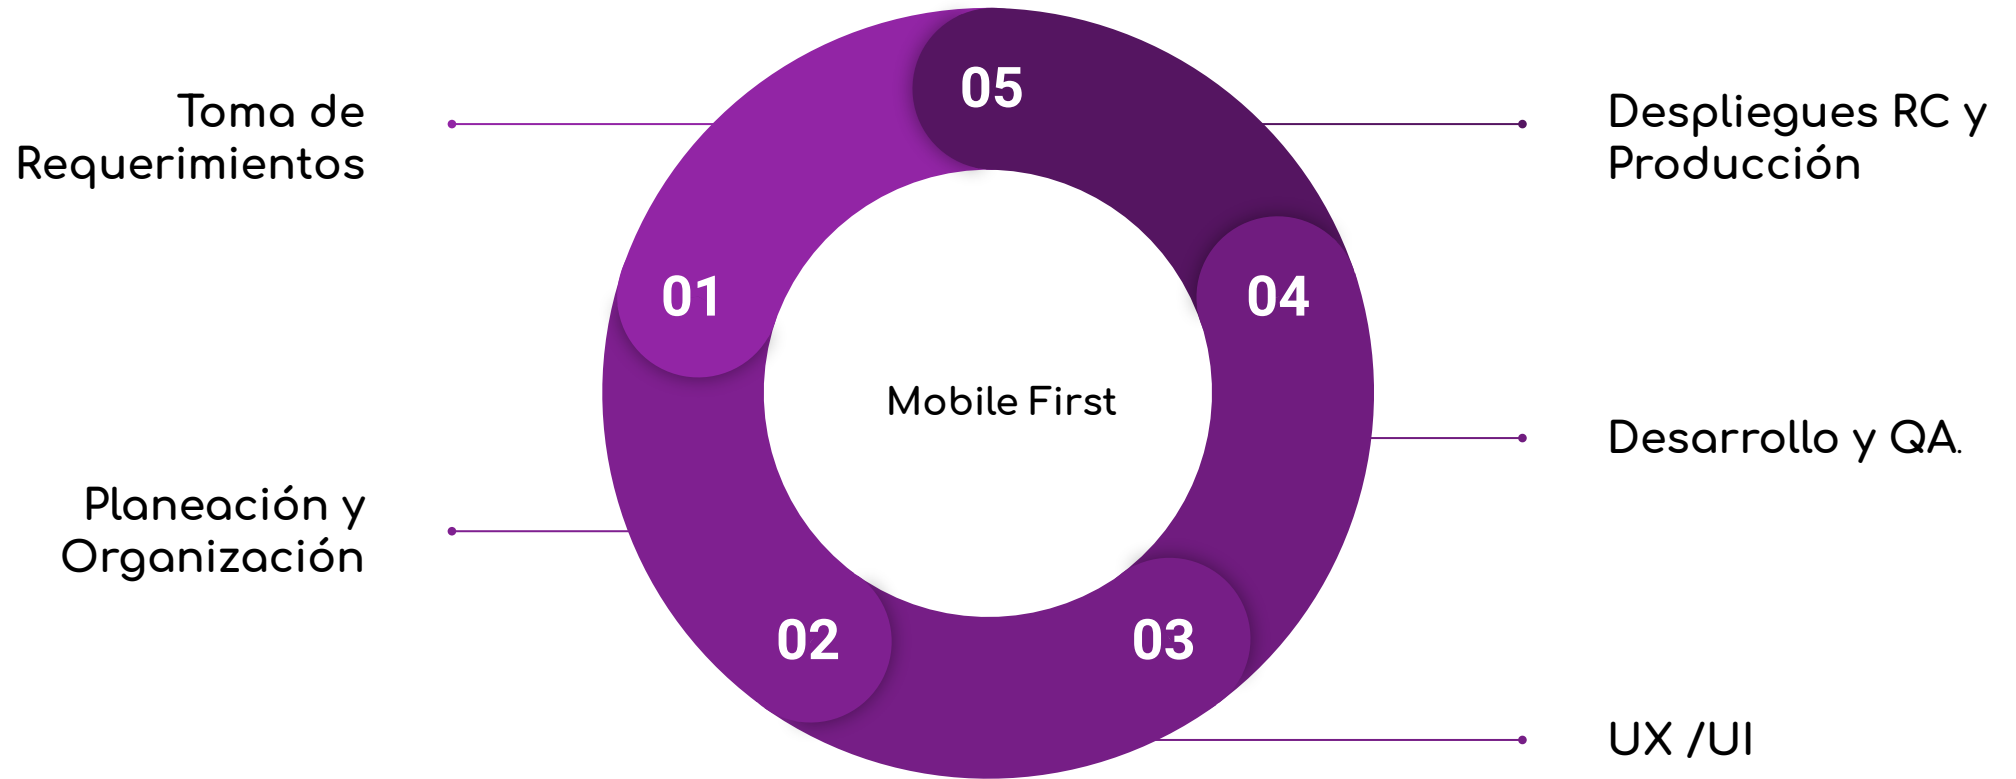 Toma de
Requerimientos
01
Planeación y
Organización
02
Mobile First
05
Despliegues RC y
Producción
04
Desarrollo y QA.
03
UX /UI